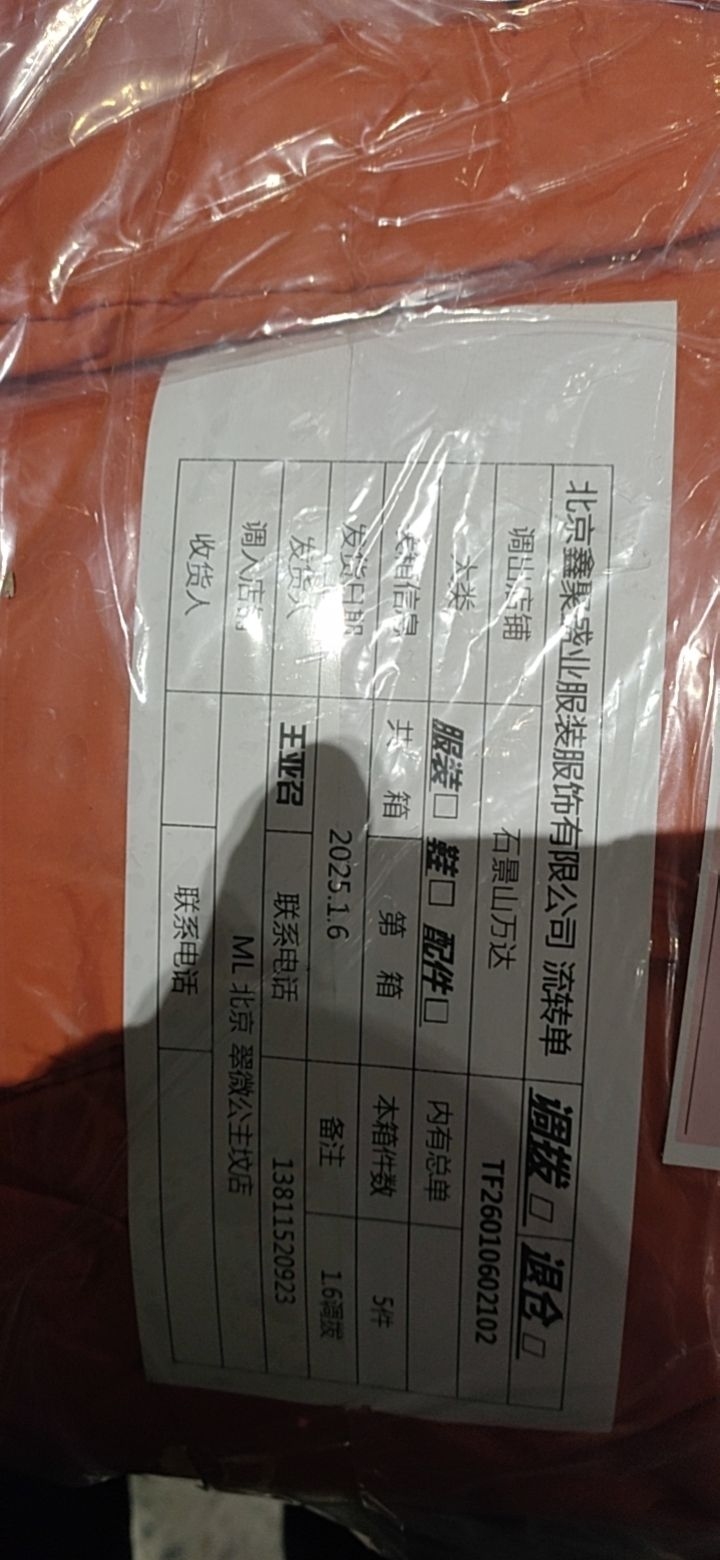 北京鑫聚盛业服装服饰有限公司 流转单 调拨□ 退仓□
调出店铺 石景山万达 TF26010602102
大类 服装□ 鞋□ 配件□ 内有总单
箱信息 共 箱 第 箱 本箱件数 5件
发货日期 2025.1.6 备注 1.6调拨
发货人 王亚召 联系电话 13811520923
调入店铺 ML 北京 翠微公主坟店
收货人 联系电话